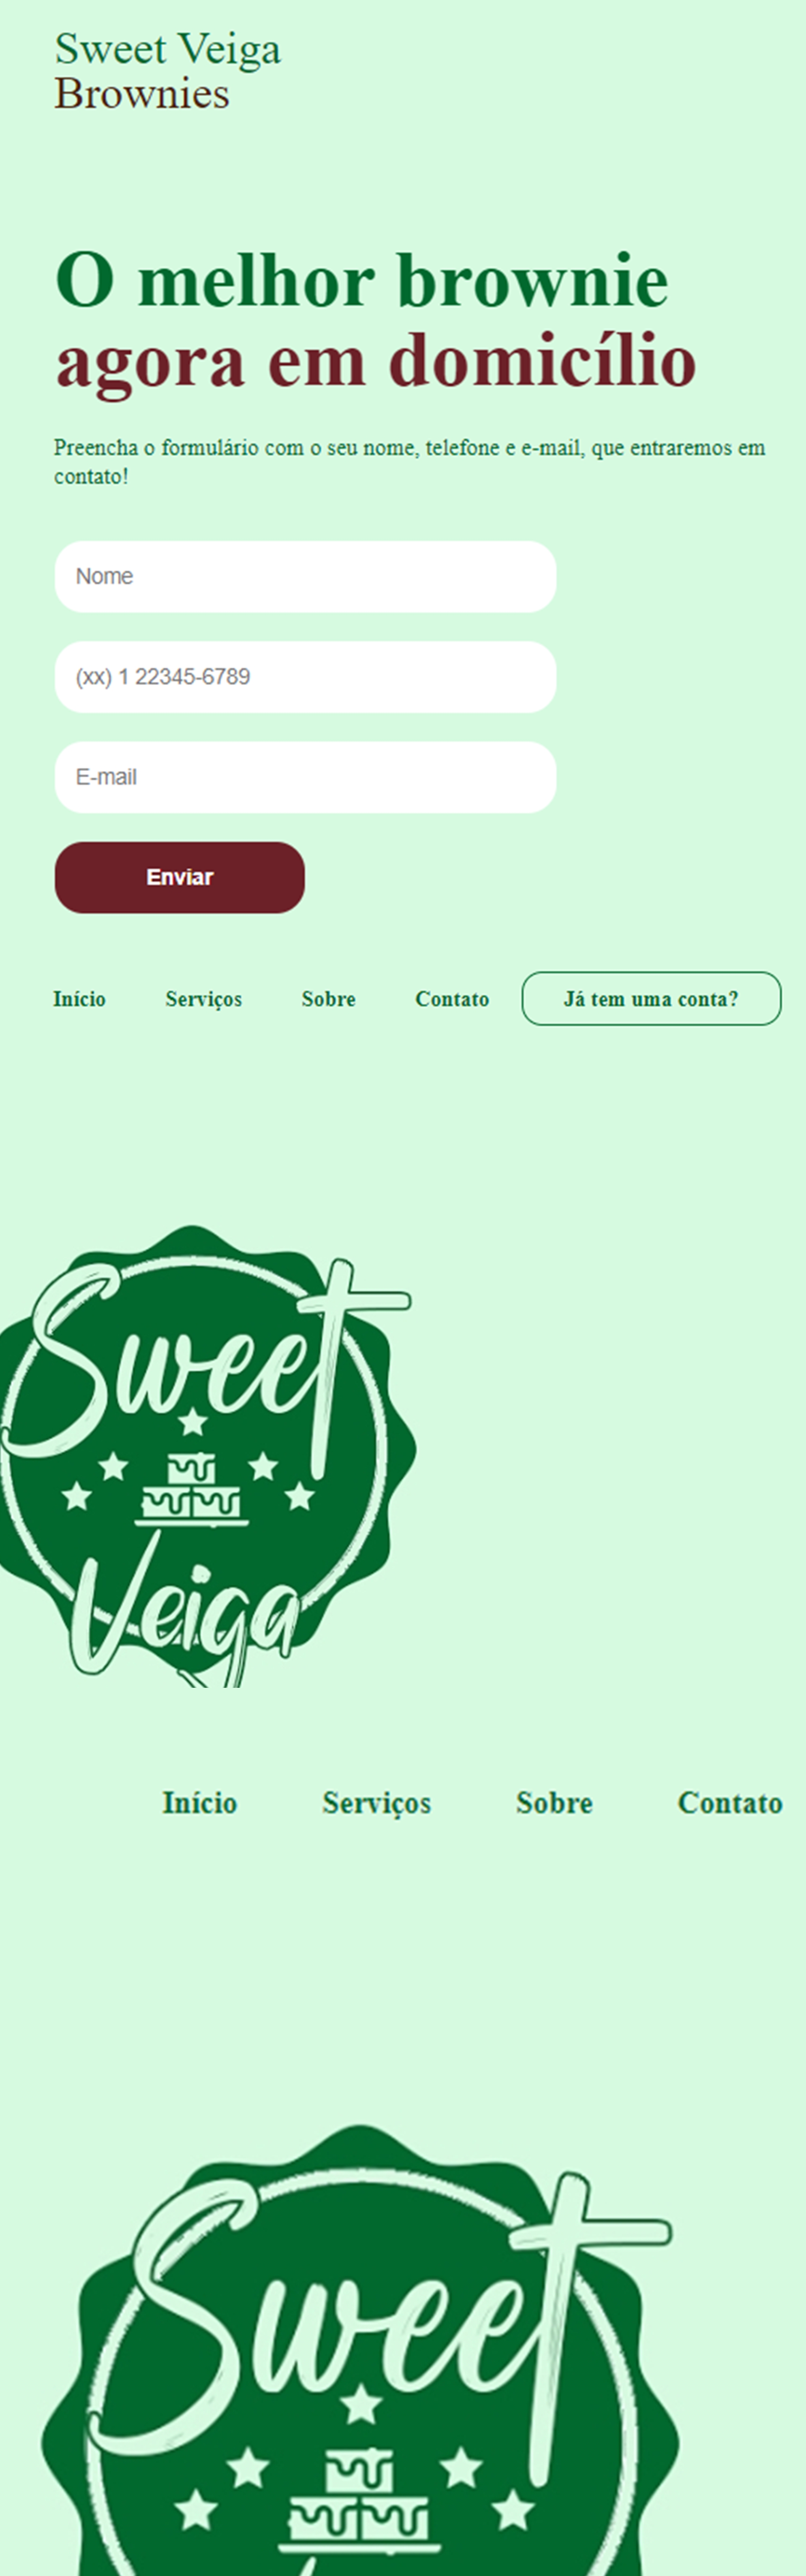 Sweet Veiga
Brownies
O melhor brownie
agora em domicílio
Preencha o formulário com o seu nome, telefone e e-mail, que entraremos em
contato!
Nome
(xx) 1 22345-6789
E-mail
Enviar
Início Serviços Sobre Contato Já tem uma conta?
Sweet
Veiga
Início Serviços Sobre Contato
Sweet